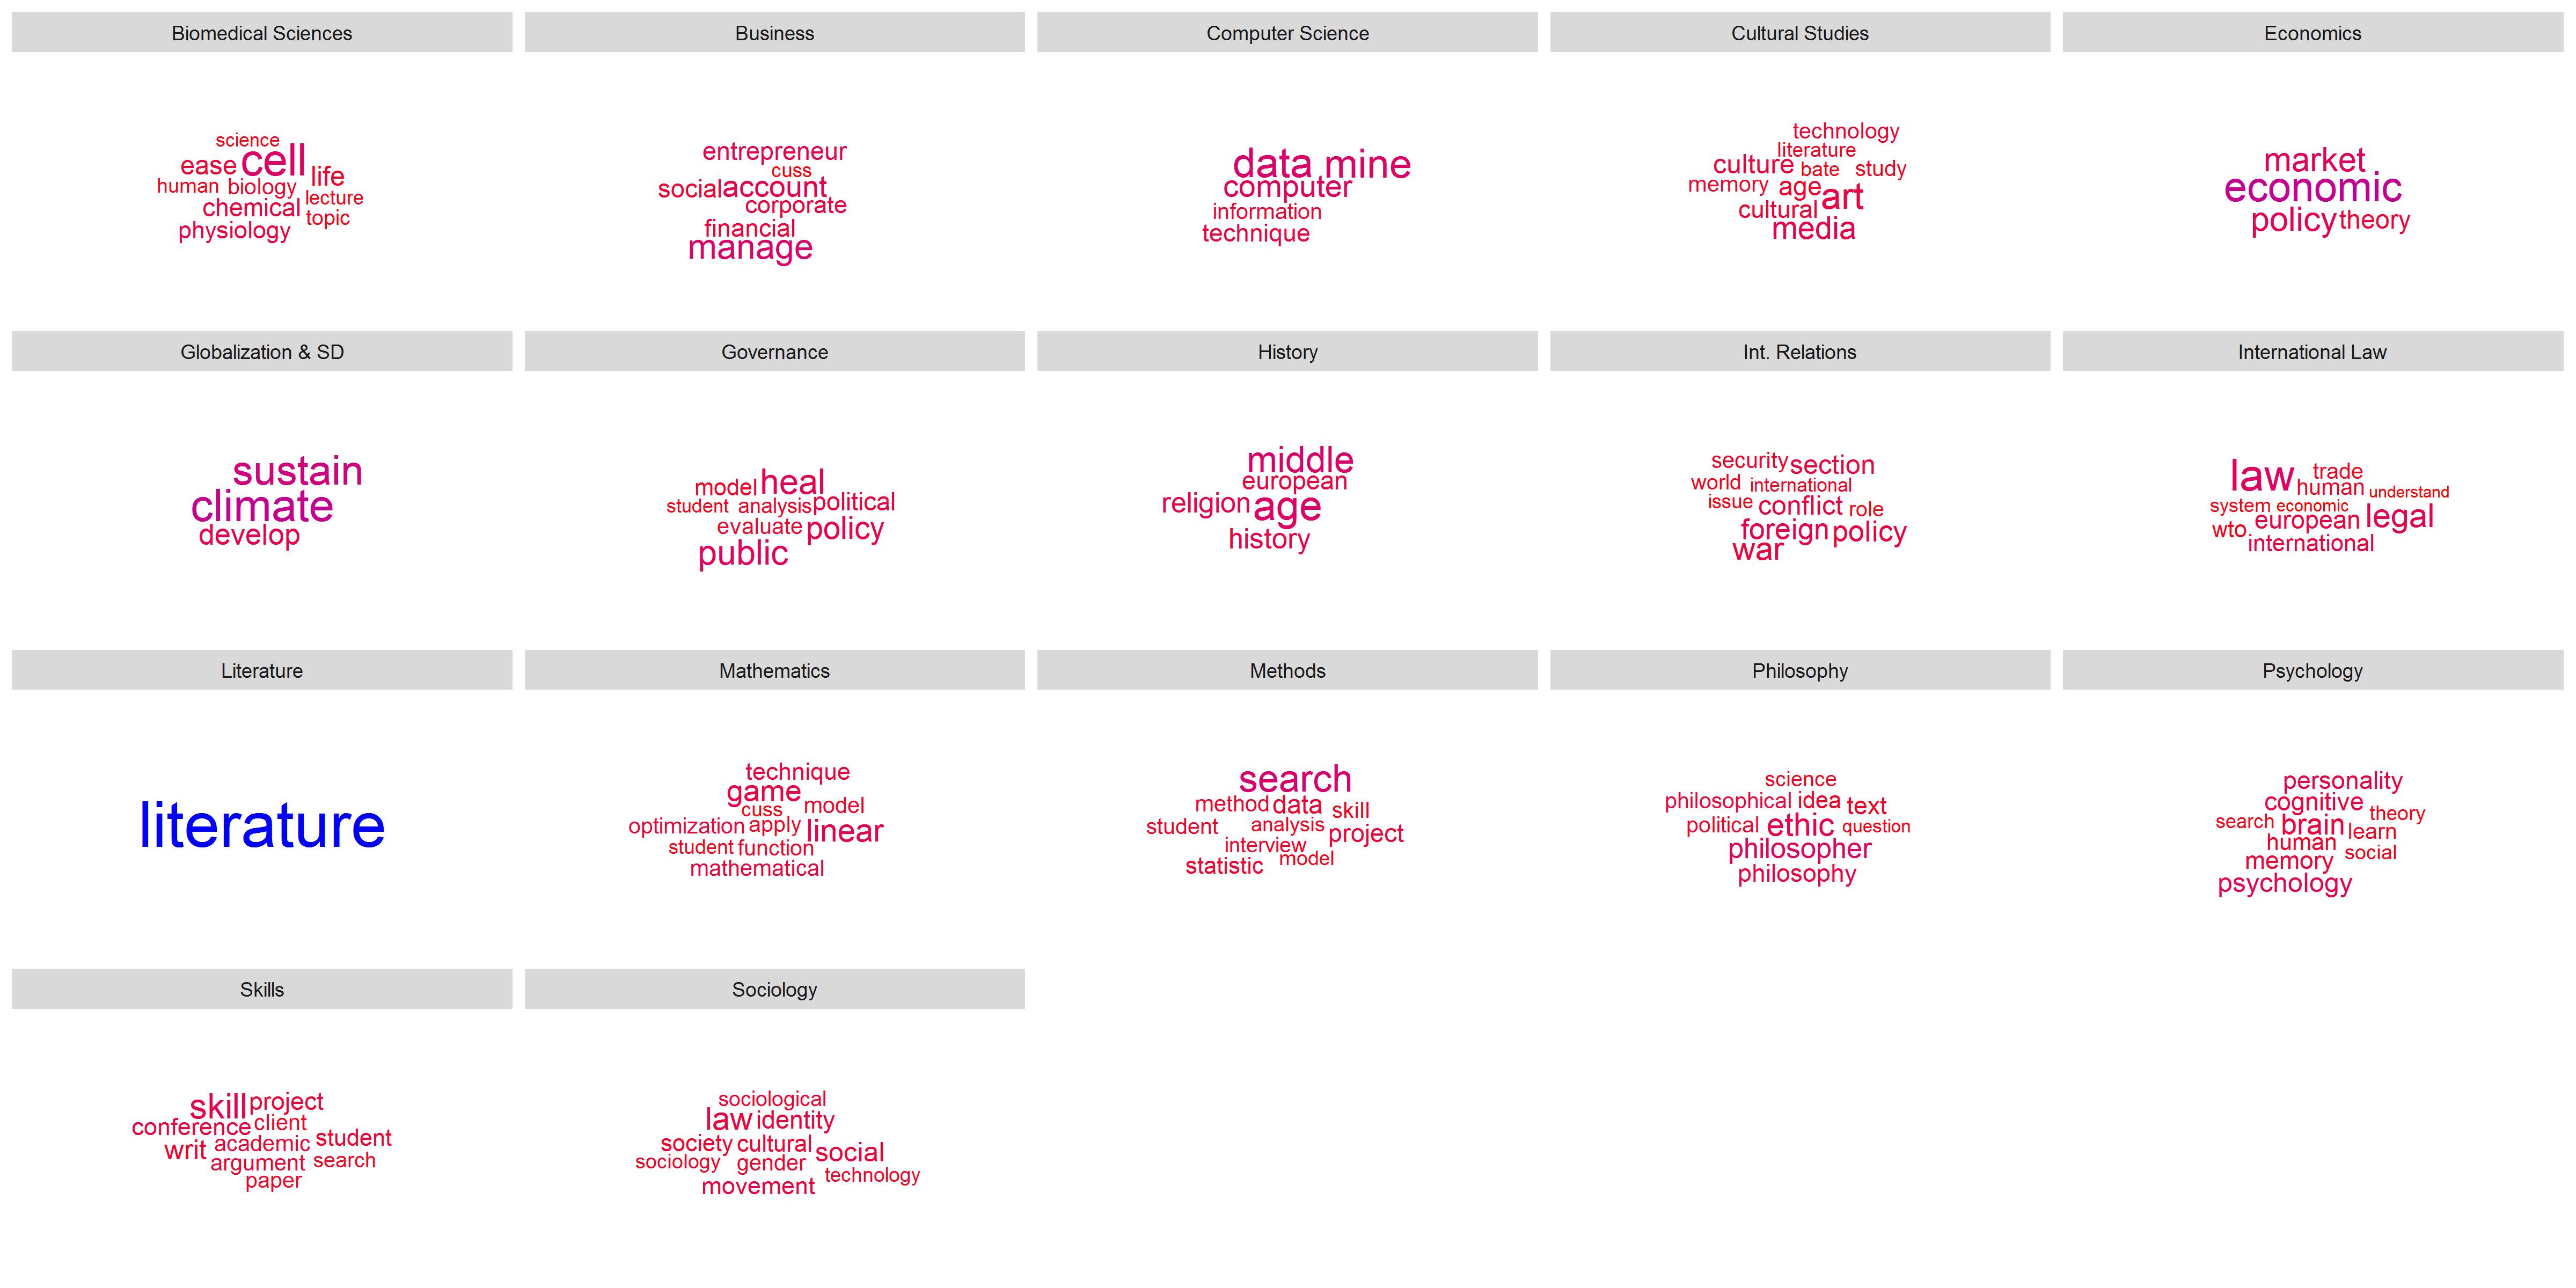 Biomedical Sciences
Business
Computer Science
Cultural Studies
Economics
science
ease cell life
human biology lecture
chemical topic
physiology
entrepreneur
cuss
social account
corporate
financial
manage
data mine
computer
information
technique
technology
literature
culture bate study
memory age art
cultural
media
market
economic
policy theory
Globalization & SD
Governance
History
Int. Relations
International Law
sustain
climate
develop
model heal
student analysis political
evaluate policy
public
middle
european
religion age
history
security section
world international
issue conflict role
foreign policy
war
law trade
human understand
system economic
wto european legal
international
Literature
Mathematics
Methods
Philosophy
Psychology
literature
technique
game
cuss model
optimization apply linear
student function
mathematical
search
method data skill
student analysis project
interview
statistic model
science
philosophical idea text
political ethic question
philosopher
philosophy
personality
cognitive theory
search brain learn
human social
memory
psychology
Skills
Sociology
skill project
conference client
writ academic student
argument search
paper
sociological
law identity
society cultural social
sociology gender technology
movement